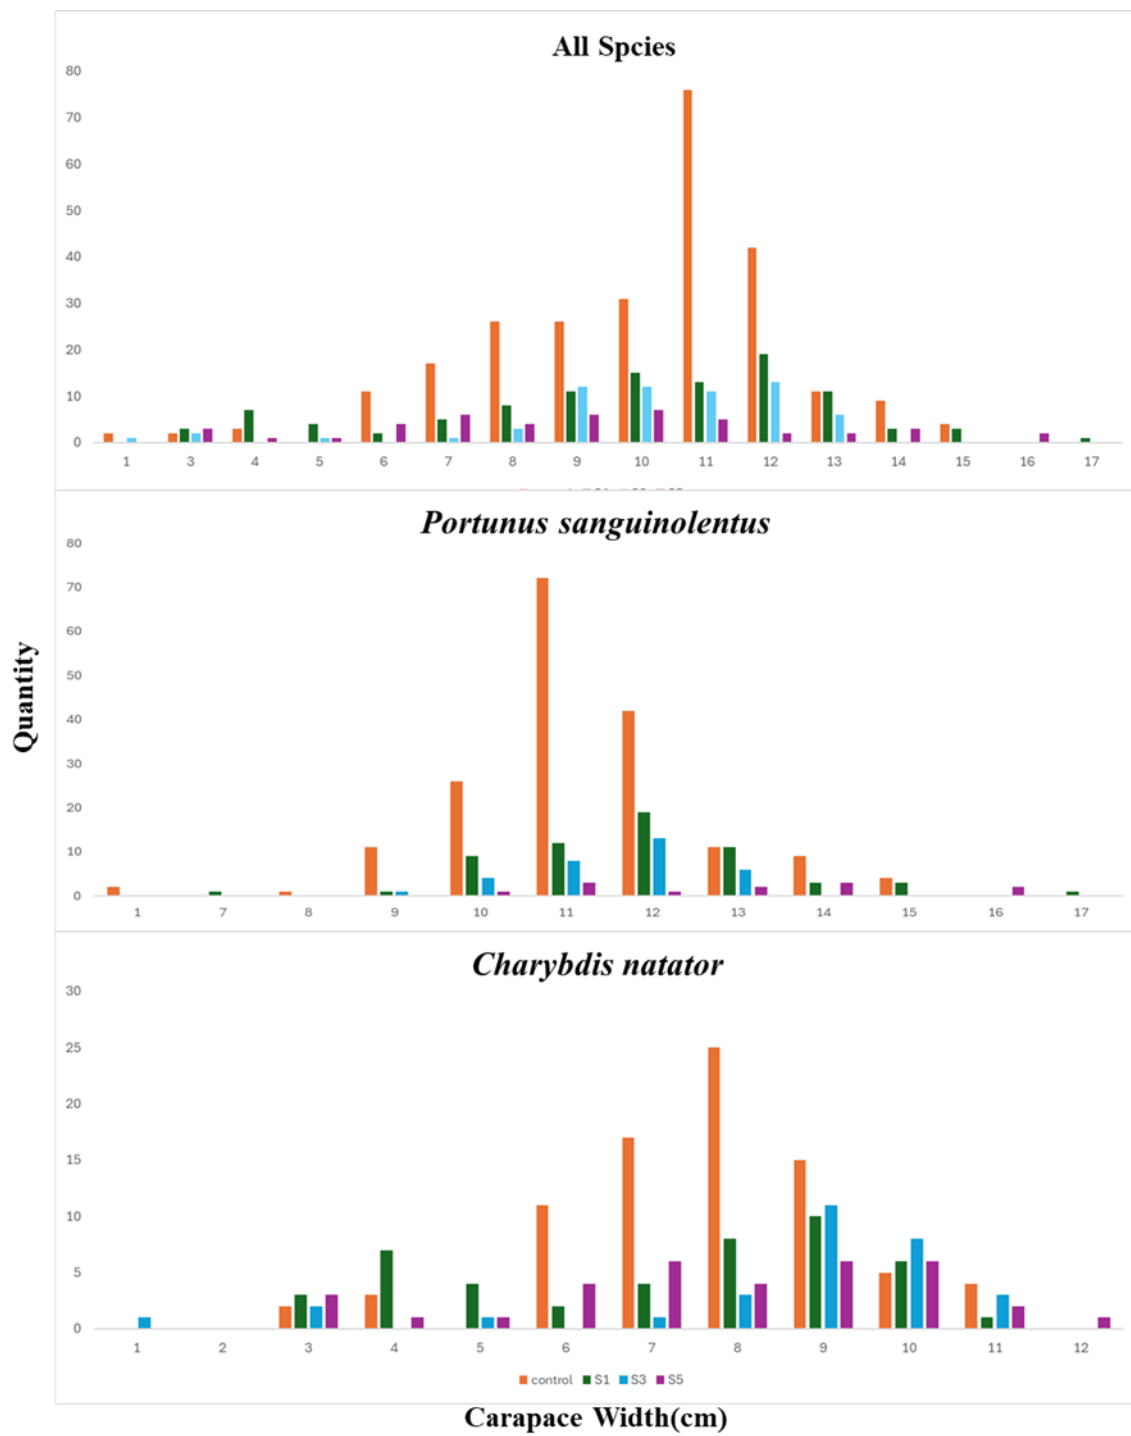 All Spcies
80
70
60
50
40
30
20
10
0
1 3 4 5 6 7 8 9 10 11 12 13 14 15 16 17
Portunus sanguinolentus
80
70
60
50
40
30
20
10
0
1 7 8 9 10 11 12 13 14 15 16 17
Quantity
Charybdis natator
30
25
20
15
10
5
0
1 2 3 4 5 6 7 8 9 10 11 12
control S1 S3 S5
Carapace Width(cm)